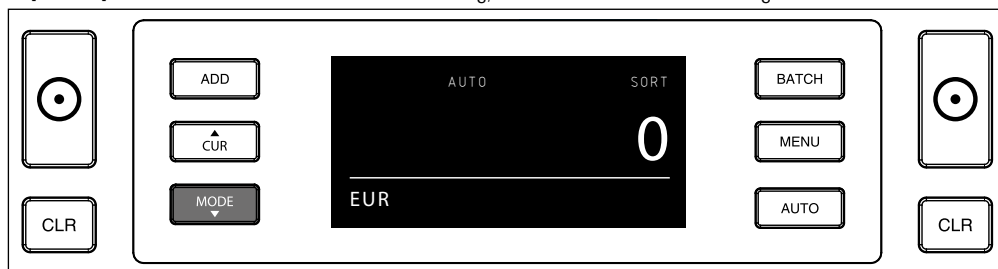 ADD
CUR
MODE
CLR
AUTO SORT
0
EUR
BATCH
MENU
AUTO
CLR